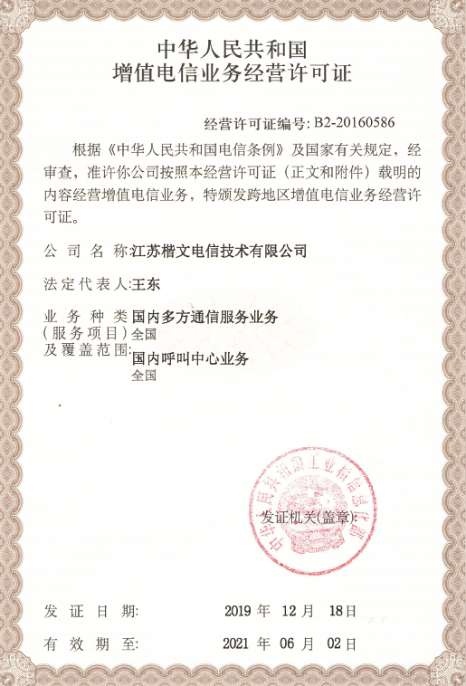 中华人民共和国
增值电信业务经营许可证
经营许可证编号: B2-20160586
根据《中华人民共和国电信条例》及国家有关规定，经
审查，准许你公司按照本经营许可证（正文和附件）载明的
内容经营增值电信业务，特颁发跨地区增值电信业务经营许
可证。
公司名称:江苏楷文电信技术有限公司
法定代表人:王东
业务种类 国内多方通信服务业务
(服务项目) 全国
及覆盖范围:
国内呼叫中心业务
全国
中华人民共和国工业和信息化部
发证机关(盖章):
发证日期: 2019 年 12 月 18日
有效期至: 2021 年 06 月 02日